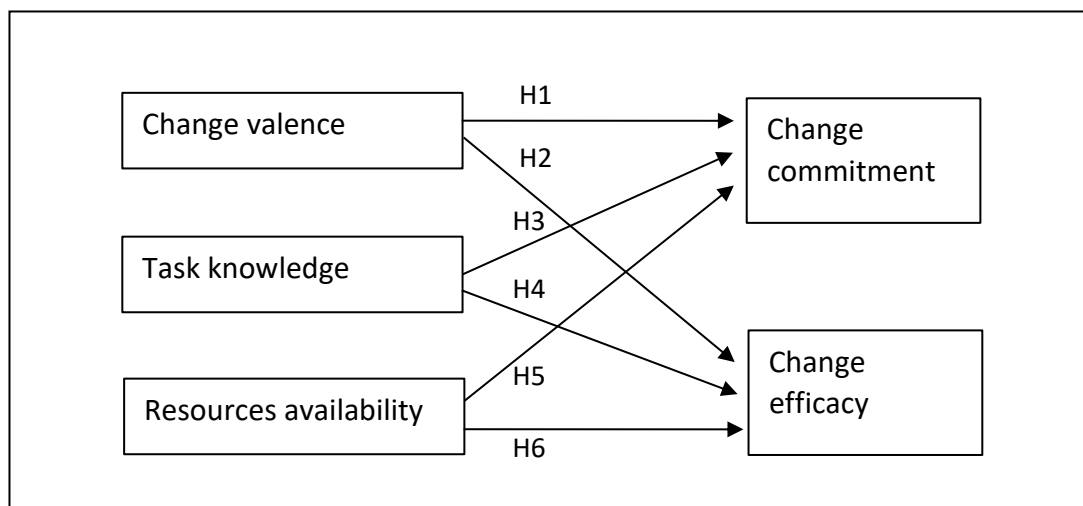 Change valence
Task knowledge
Resources availability
H1
H2
H3
H4
H5
H6
Change
commitment
Change
efficacy